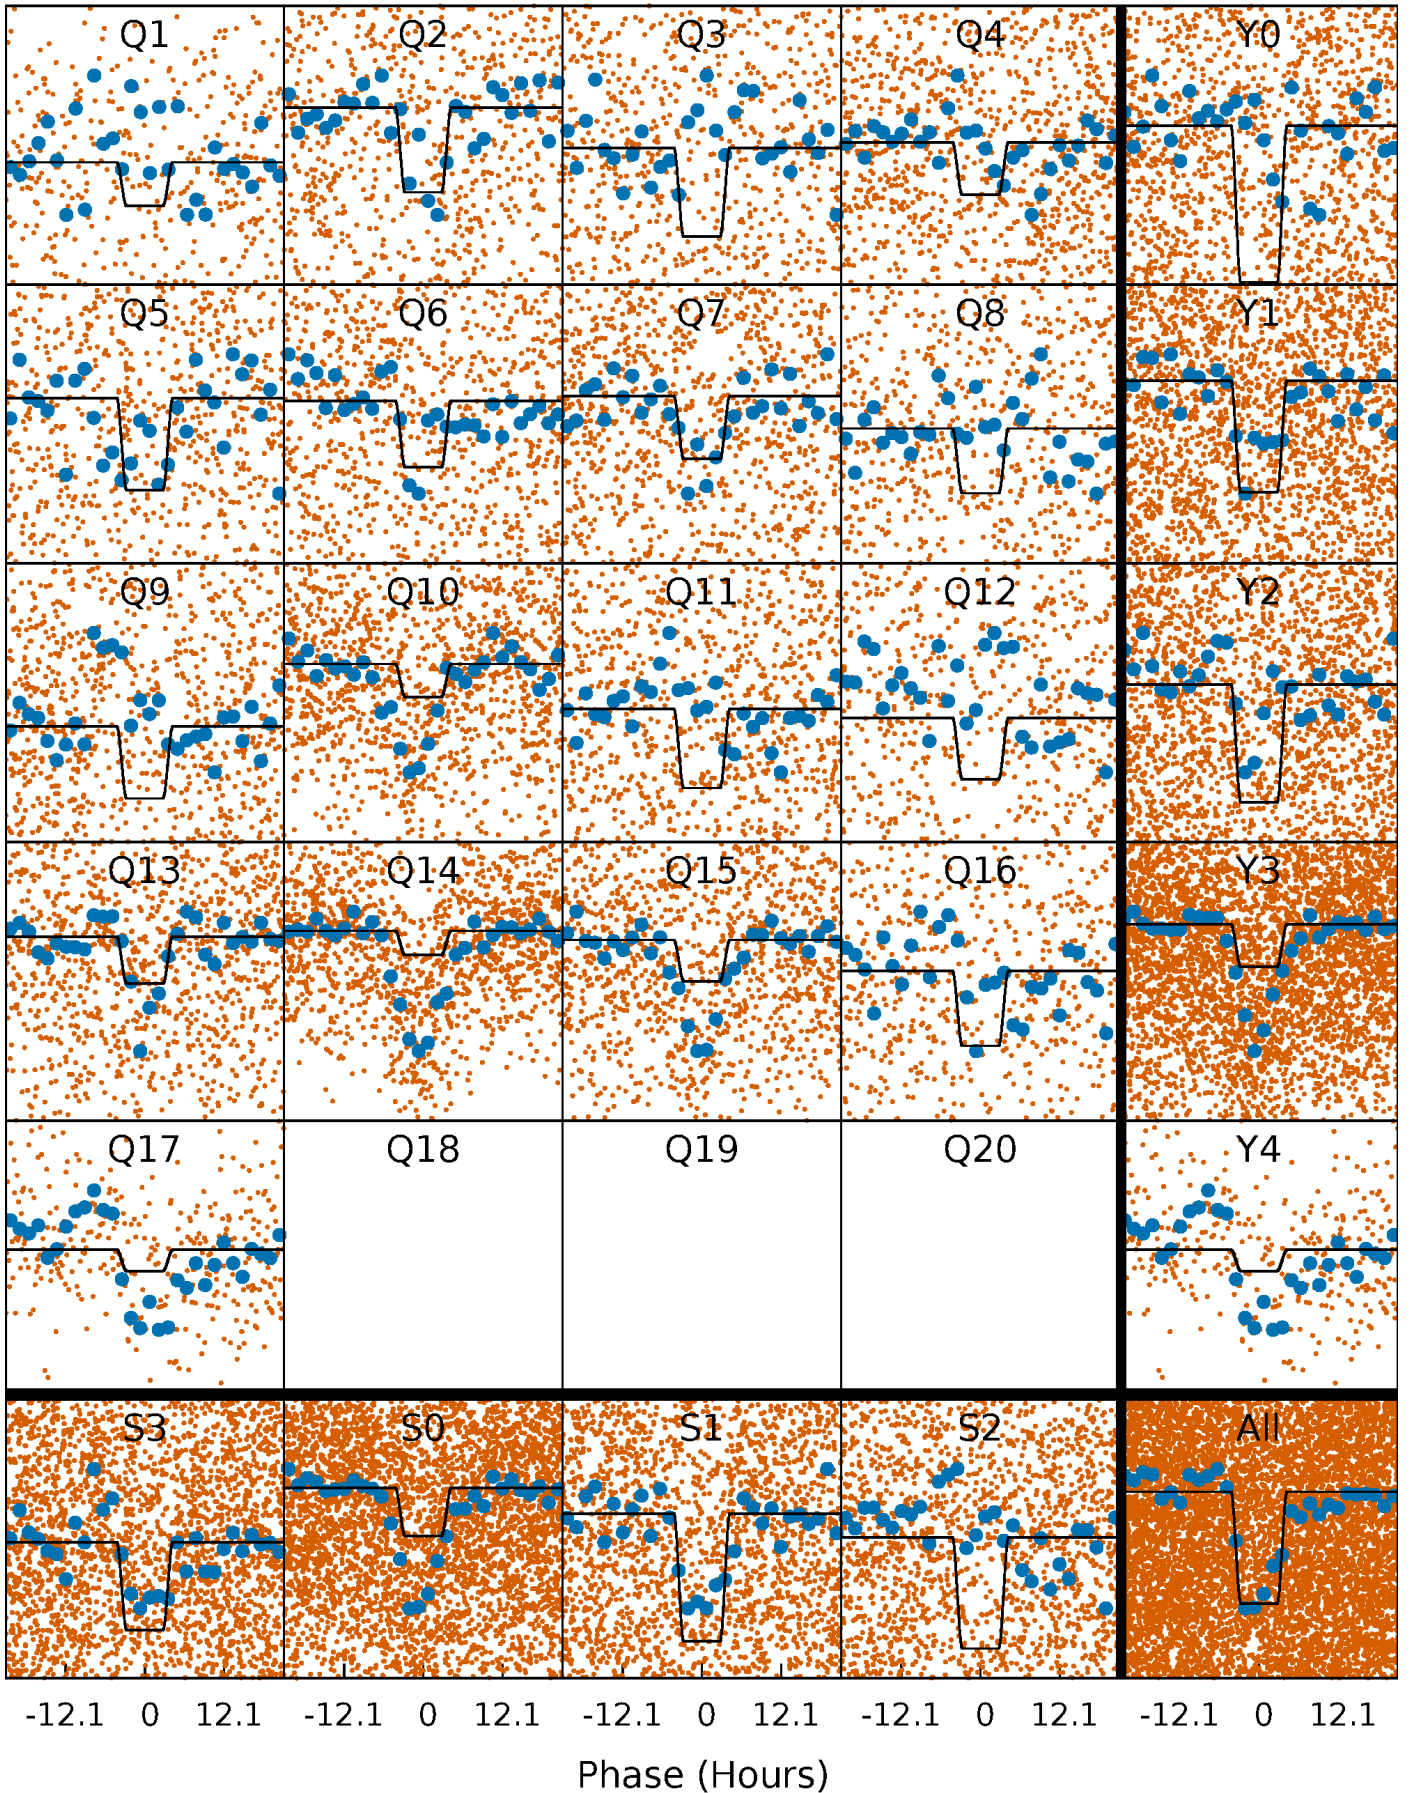 Q1 Q2 Q3 Q4 Y0
Q5 Q6 Q7 Q8 Y1
Q9 Q10 Q11 Q12 Y2
Q13 Q14 Q15 Q16 Y3
Q17 Q18 Q19 Q20 Y4
S3 S0 S1 S2 All
-12.1 0 12.1 -12.1 0 12.1 -12.1 0 12.1 -12.1 0 12.1 -12.1 0 12.1
Phase (Hours)